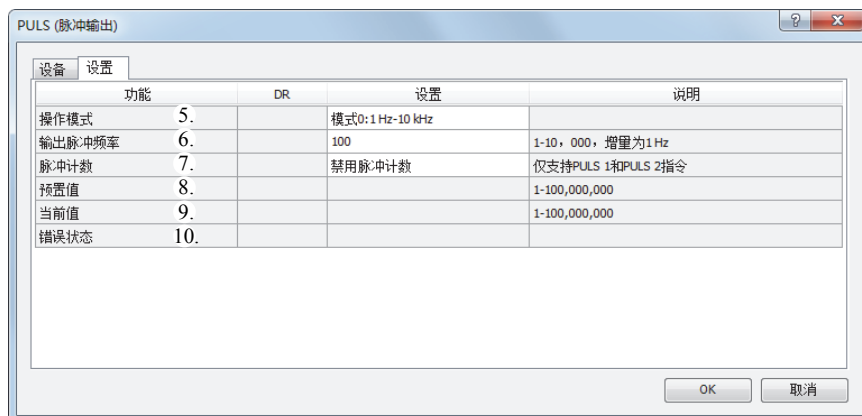 PULS (脉冲输出)
设备 设置
功能 DR 设置 说明
操作模式 5. 模式0:1 Hz-10 kHz
输出脉冲频率 6. 100 1-10，000，增量为1Hz
脉冲计数 7. 禁用脉冲计数 仅支持PULS 1和PULS 2指令
预置值 8. 1-100,000,000
当前值 9. 1-100,000,000
错误状态 10.
OK 取消